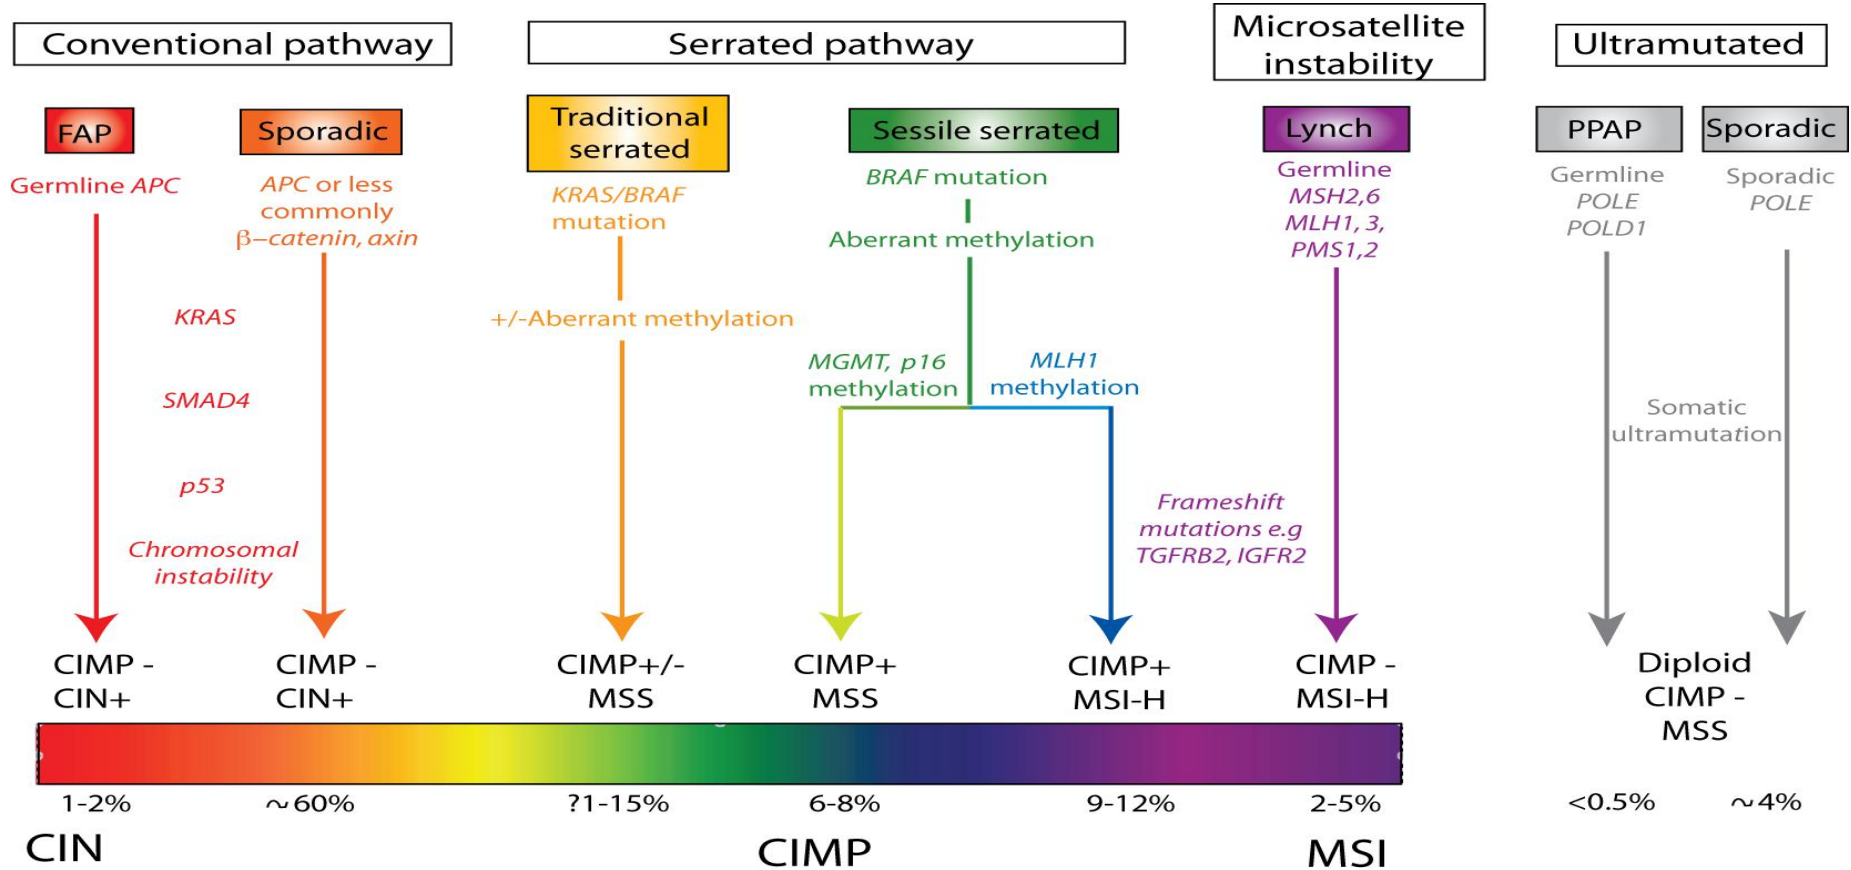 Conventional pathway
Serrated pathway
Microsatellite
instability
Ultramutated
FAP
Sporadic
Traditional
serrated
Sessile serrated
Lynch
PPAP
Sporadic
Germline APC
APC or less
commonly
β–catenin, axin
KRAS/BRAF
mutation
BRAF mutation
Aberrant methylation
Germline
MSH2,6
MLH1, 3,
PMS1,2
Germline
POLE
POLD1
Sporadic
POLE
KRAS
SMAD4
p53
Chromosomal
instability
+/-Aberrant methylation
MGMT, p16
methylation
MLH1
methylation
Frameshift
mutations e.g
TGFRB2, IGFR2
Somatic
ultramutation
CIMP -
CIN+
CIMP -
CIN+
CIMP+/-
MSS
CIMP+
MSS
CIMP+
MSI-H
CIMP -
MSI-H
Diploid
CIMP -
MSS
1-2%
~60%
?1-15%
6-8%
9-12%
2-5%
<0.5%
~4%
CIN
CIMP
MSI